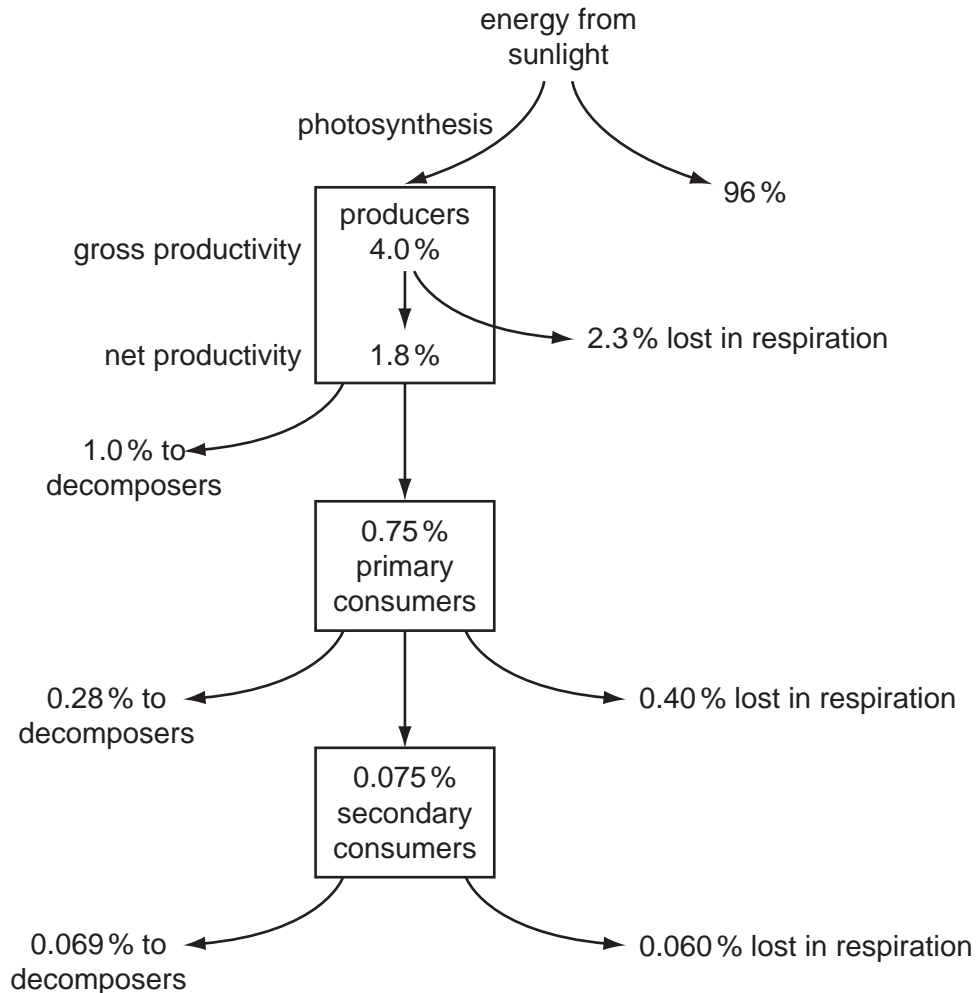 energy from
sunlight
photosynthesis
96 %
producers
gross productivity
4.0 %
2.3 % lost in respiration
net productivity
1.8 %
1.0 % to
decomposers
0.75 %
primary
consumers
0.28 % to
decomposers
0.40 % lost in respiration
0.075 %
secondary
consumers
0.069 % to
decomposers
0.060 % lost in respiration